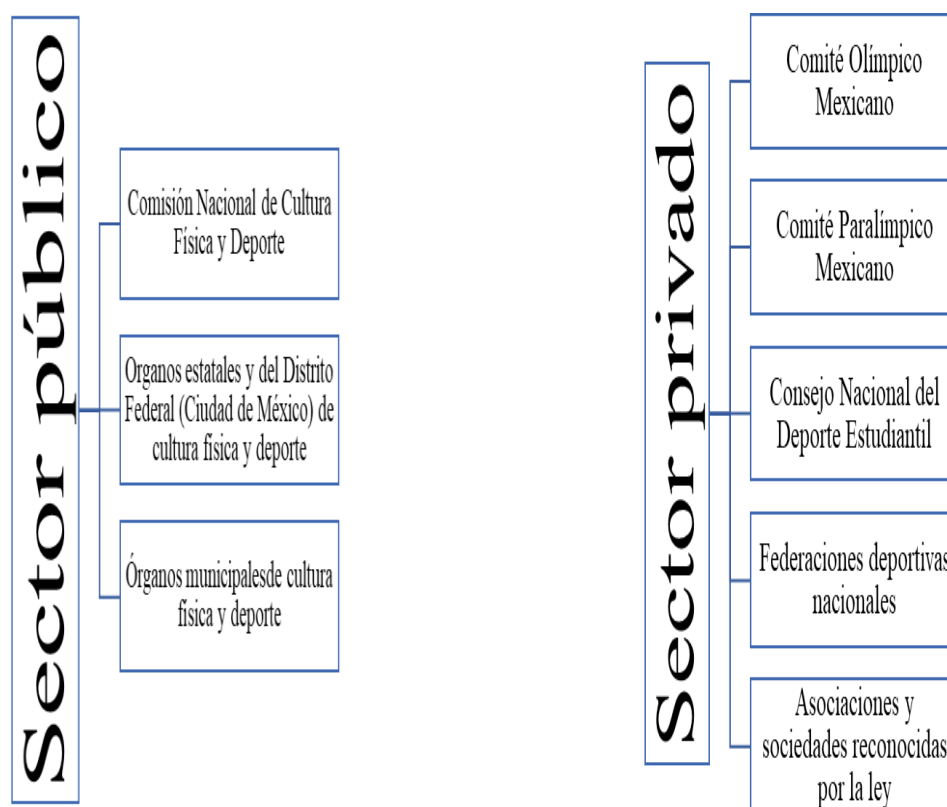 Sector público
Comisión Nacional de Cultura
Física y Deporte
Organos estatales y del Distrito
Federal (Ciudad de México) de
cultura física y deporte
Órganos municipalesde cultura
física y deporte
Sector privado
Comité Olímpico
Mexicano
Comité Paralímpico
Mexicano
Consejo Nacional del
Deporte Estudiantil
Federaciones deportivas
nacionales
Asociaciones y
sociedades reconocidas
por la ley